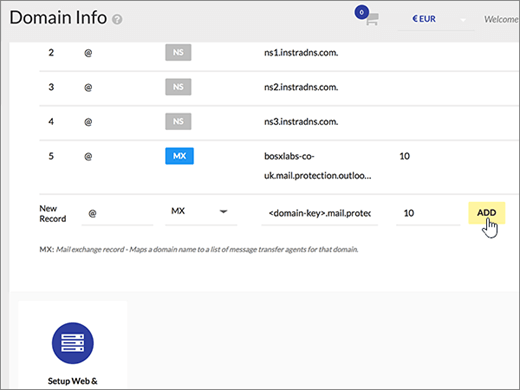 Domain Info ?
0
€ EUR
Welcome
2 @ NS ns1.instradns.com.
3 @ NS ns2.instradns.com.
4 @ NS ns3.instradns.com.
5 @ MX bosxlabs-co- 10
uk.mail.protection.outloo...
New
Record @ MX <domain-key>.mail.protec 10 ADD
MX: Mail exchange record - Maps a domain name to a list of message transfer agents for that domain.
Setup Web &